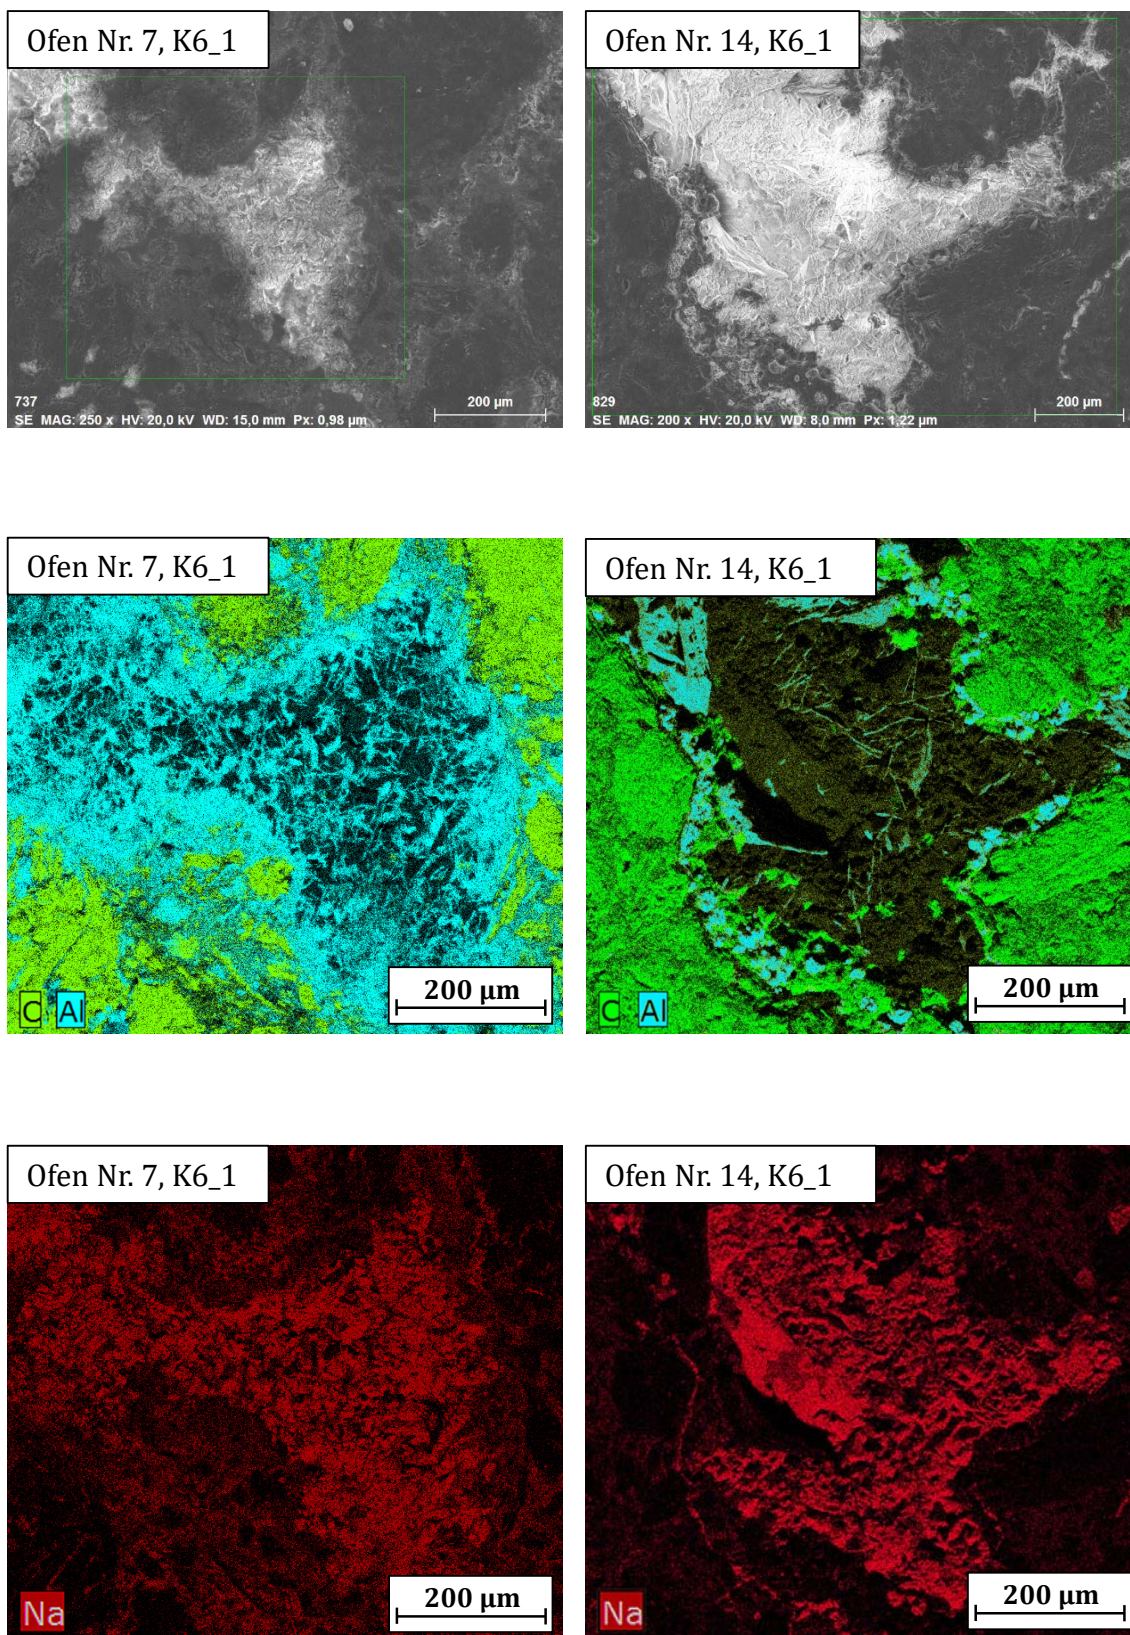 Ofen Nr. 7, K6_1
737
SE MAG: 250 x HV: 20,0 kV WD: 15,0 mm Px: 0,98 µm
200 µm
Ofen Nr. 14, K6_1
829
SE MAG: 200 x HV: 20,0 kV WD: 8,0 mm Px: 1,22 µm
200 µm
Ofen Nr. 7, K6_1
C Al
200 µm
Ofen Nr. 14, K6_1
C Al
200 µm
Ofen Nr. 7, K6_1
Na
200 µm
Ofen Nr. 14, K6_1
Na
200 µm